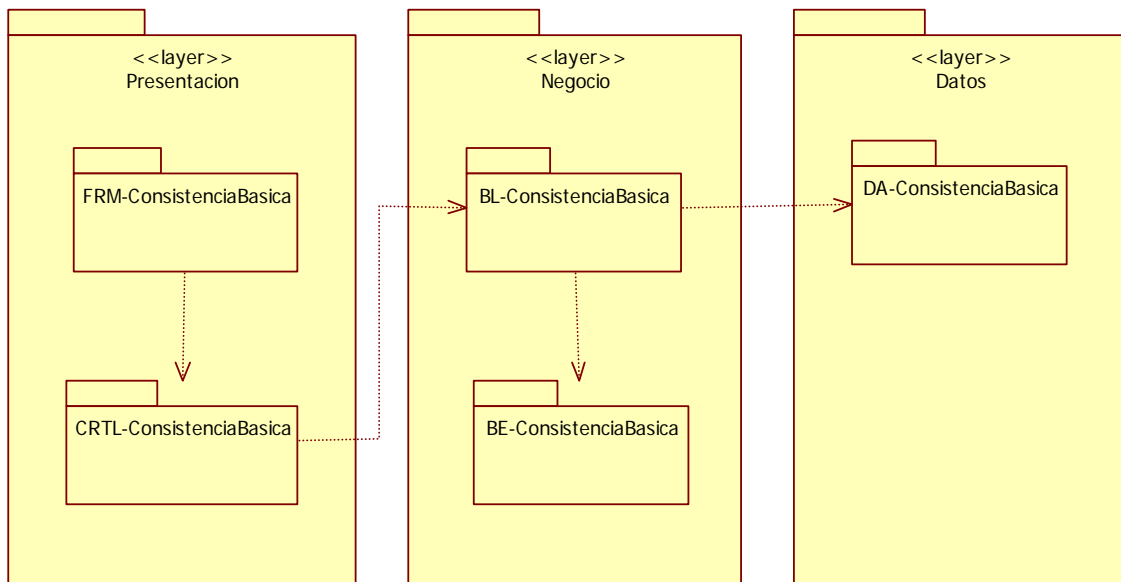 <<layer>>
Presentacion
FRM-ConsistenciaBasica
CRTL-ConsistenciaBasica
<<layer>>
Negocio
BL-ConsistenciaBasica
BE-ConsistenciaBasica
<<layer>>
Datos
DA-ConsistenciaBasica